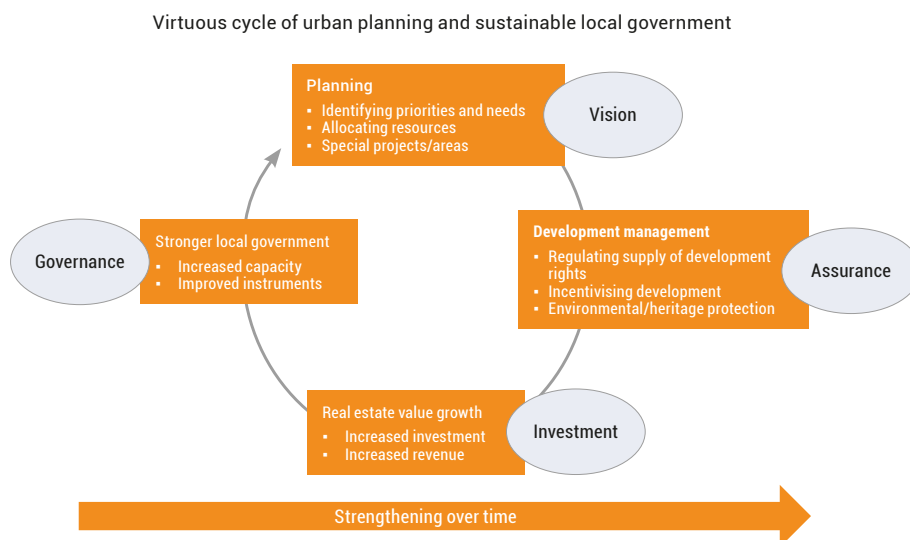 Virtuous cycle of urban planning and sustainable local government
Planning
▪ Identifying priorities and needs
▪ Allocating resources
▪ Special projects/areas
Vision
Development management
▪ Regulating supply of development
rights
▪ Incentivising development
▪ Environmental/heritage protection
Assurance
Real estate value growth
▪ Increased investment
▪ Increased revenue
Investment
Stronger local government
▪ Increased capacity
▪ Improved instruments
Governance
Strengthening over time